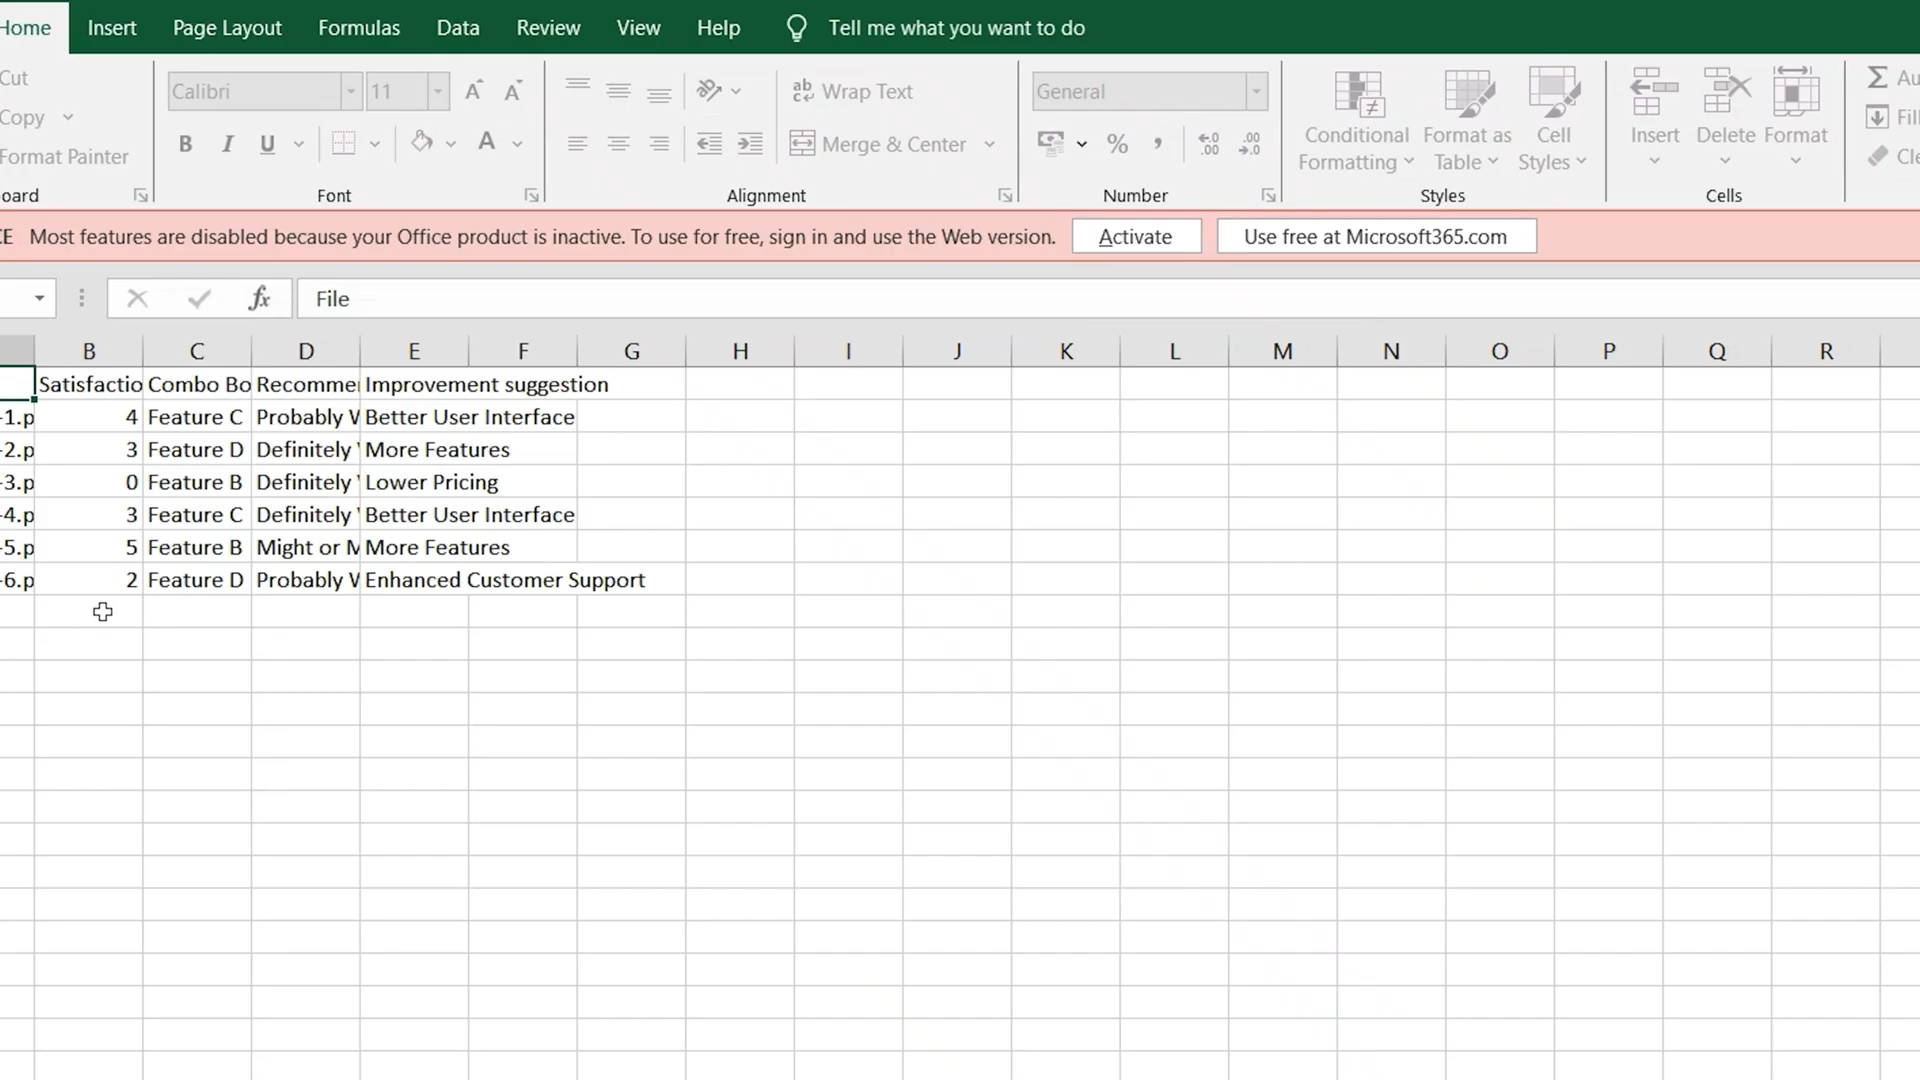 Home Insert Page Layout Formulas Data Review View Help Tell me what you want to do
Cut
Copy
Format Painter
oard
Calibri 11
B I U A
Font
ab Wrap Text
Merge & Center
Alignment
General
% ,
Number
Conditional Formatting
Format as Table
Cell Styles
Styles
Insert Delete Format
Cells
Σ Au
Fill
Cle
CE Most features are disabled because your Office product is inactive. To use for free, sign in and use the Web version. Activate Use free at Microsoft365.com
fx File
B C D E F G H I J K L M N O P Q R
Satisfactio Combo Bo Recommen Improvement suggestion
-1.p 4 Feature C Probably W Better User Interface
-2.p 3 Feature D Definitely More Features
-3.p 0 Feature B Definitely Lower Pricing
-4.p 3 Feature C Definitely Better User Interface
-5.p 5 Feature B Might or M More Features
-6.p 2 Feature D Probably W Enhanced Customer Support